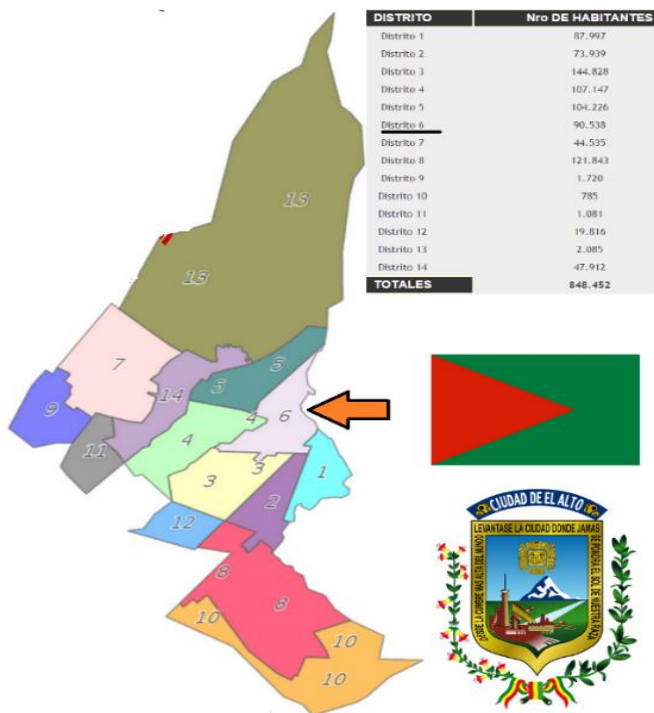 DISTRITO Nro DE HABITANTES
Distrito 1 87.997
Distrito 2 73.939
Distrito 3 144.828
Distrito 4 107.147
Distrito 5 104.226
Distrito 6 90.538
Distrito 7 44.535
Distrito 8 121.843
Distrito 9 1.720
Distrito 10 785
Distrito 11 1.081
Distrito 12 19.816
Distrito 13 2.085
Distrito 14 47.912
TOTALES 848.452
13
13
7
14
5
5
9
11
4
4
6
3
3
1
2
12
8
8
10
10
10
CIUDAD DE EL ALTO
LEVANTASE LA CIUDAD DONDE JAMAS
SE PONDRA EL SOL DE NUESTRA RAZA
DESDE LA CUMBRE MAS ALTA DEL MUNDO